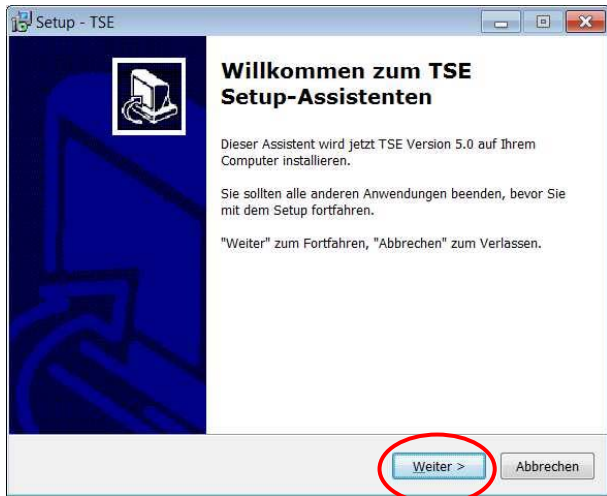 Setup - TSE
Willkommen zum TSE
Setup-Assistenten
Dieser Assistent wird jetzt TSE Version 5.0 auf Ihrem
Computer installieren.
Sie sollten alle anderen Anwendungen beenden, bevor Sie
mit dem Setup fortfahren.
"Weiter" zum Fortfahren, "Abbrechen" zum Verlassen.
Weiter > Abbrechen